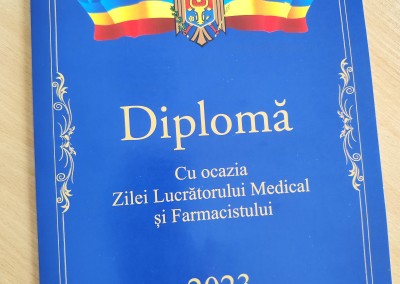 Diplomă
Cu ocazia
Zilei Lucrătorului Medical
și Farmacistului
2023